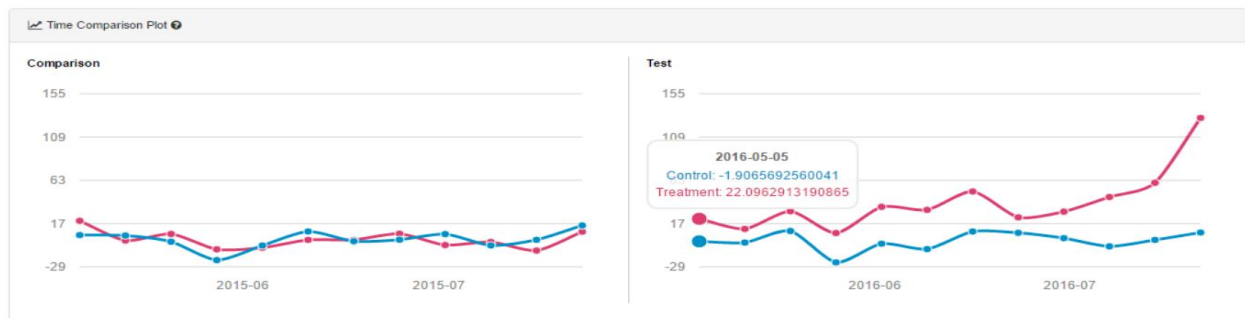 Time Comparison Plot ?
Comparison
155
109
63
17
-29
2015-06 2015-07
Test
155
109
63
17
-29
2016-05-05
Control: -1.9065692560041
Treatment: 22.0962913190865
2016-06 2016-07